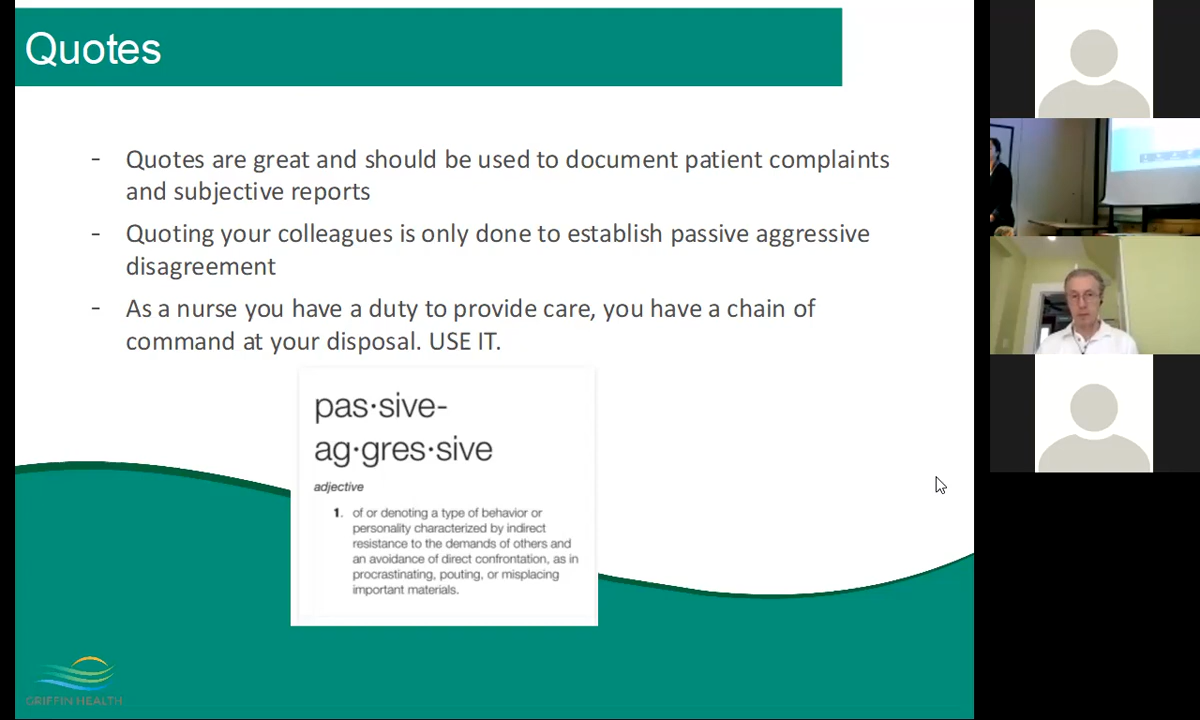 Quotes
- Quotes are great and should be used to document patient complaints
and subjective reports
- Quoting your colleagues is only done to establish passive aggressive
disagreement
- As a nurse you have a duty to provide care, you have a chain of
command at your disposal. USE IT.
pas·sive-
ag·gres·sive
adjective
1. of or denoting a type of behavior or
personality characterized by indirect
resistance to the demands of others and
an avoidance of direct confrontation, as in
procrastinating, pouting, or misplacing
important materials.
GRIFFIN HEALTH